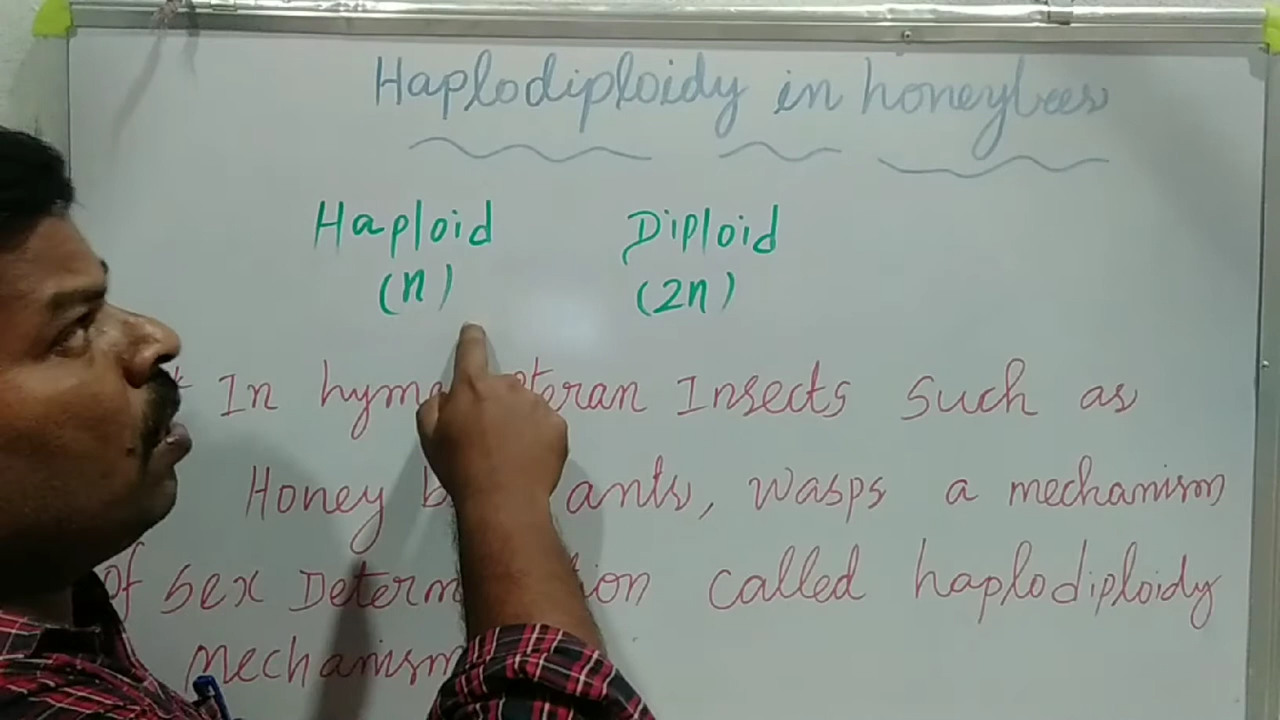 Haplodiploidy in honeybees
Haploid Diploid
(n) (2n)
* In hym teran Insects such as
Honey b ants, wasps a mechanism
of sex Determ tion called haplodiploidy
Mechanism